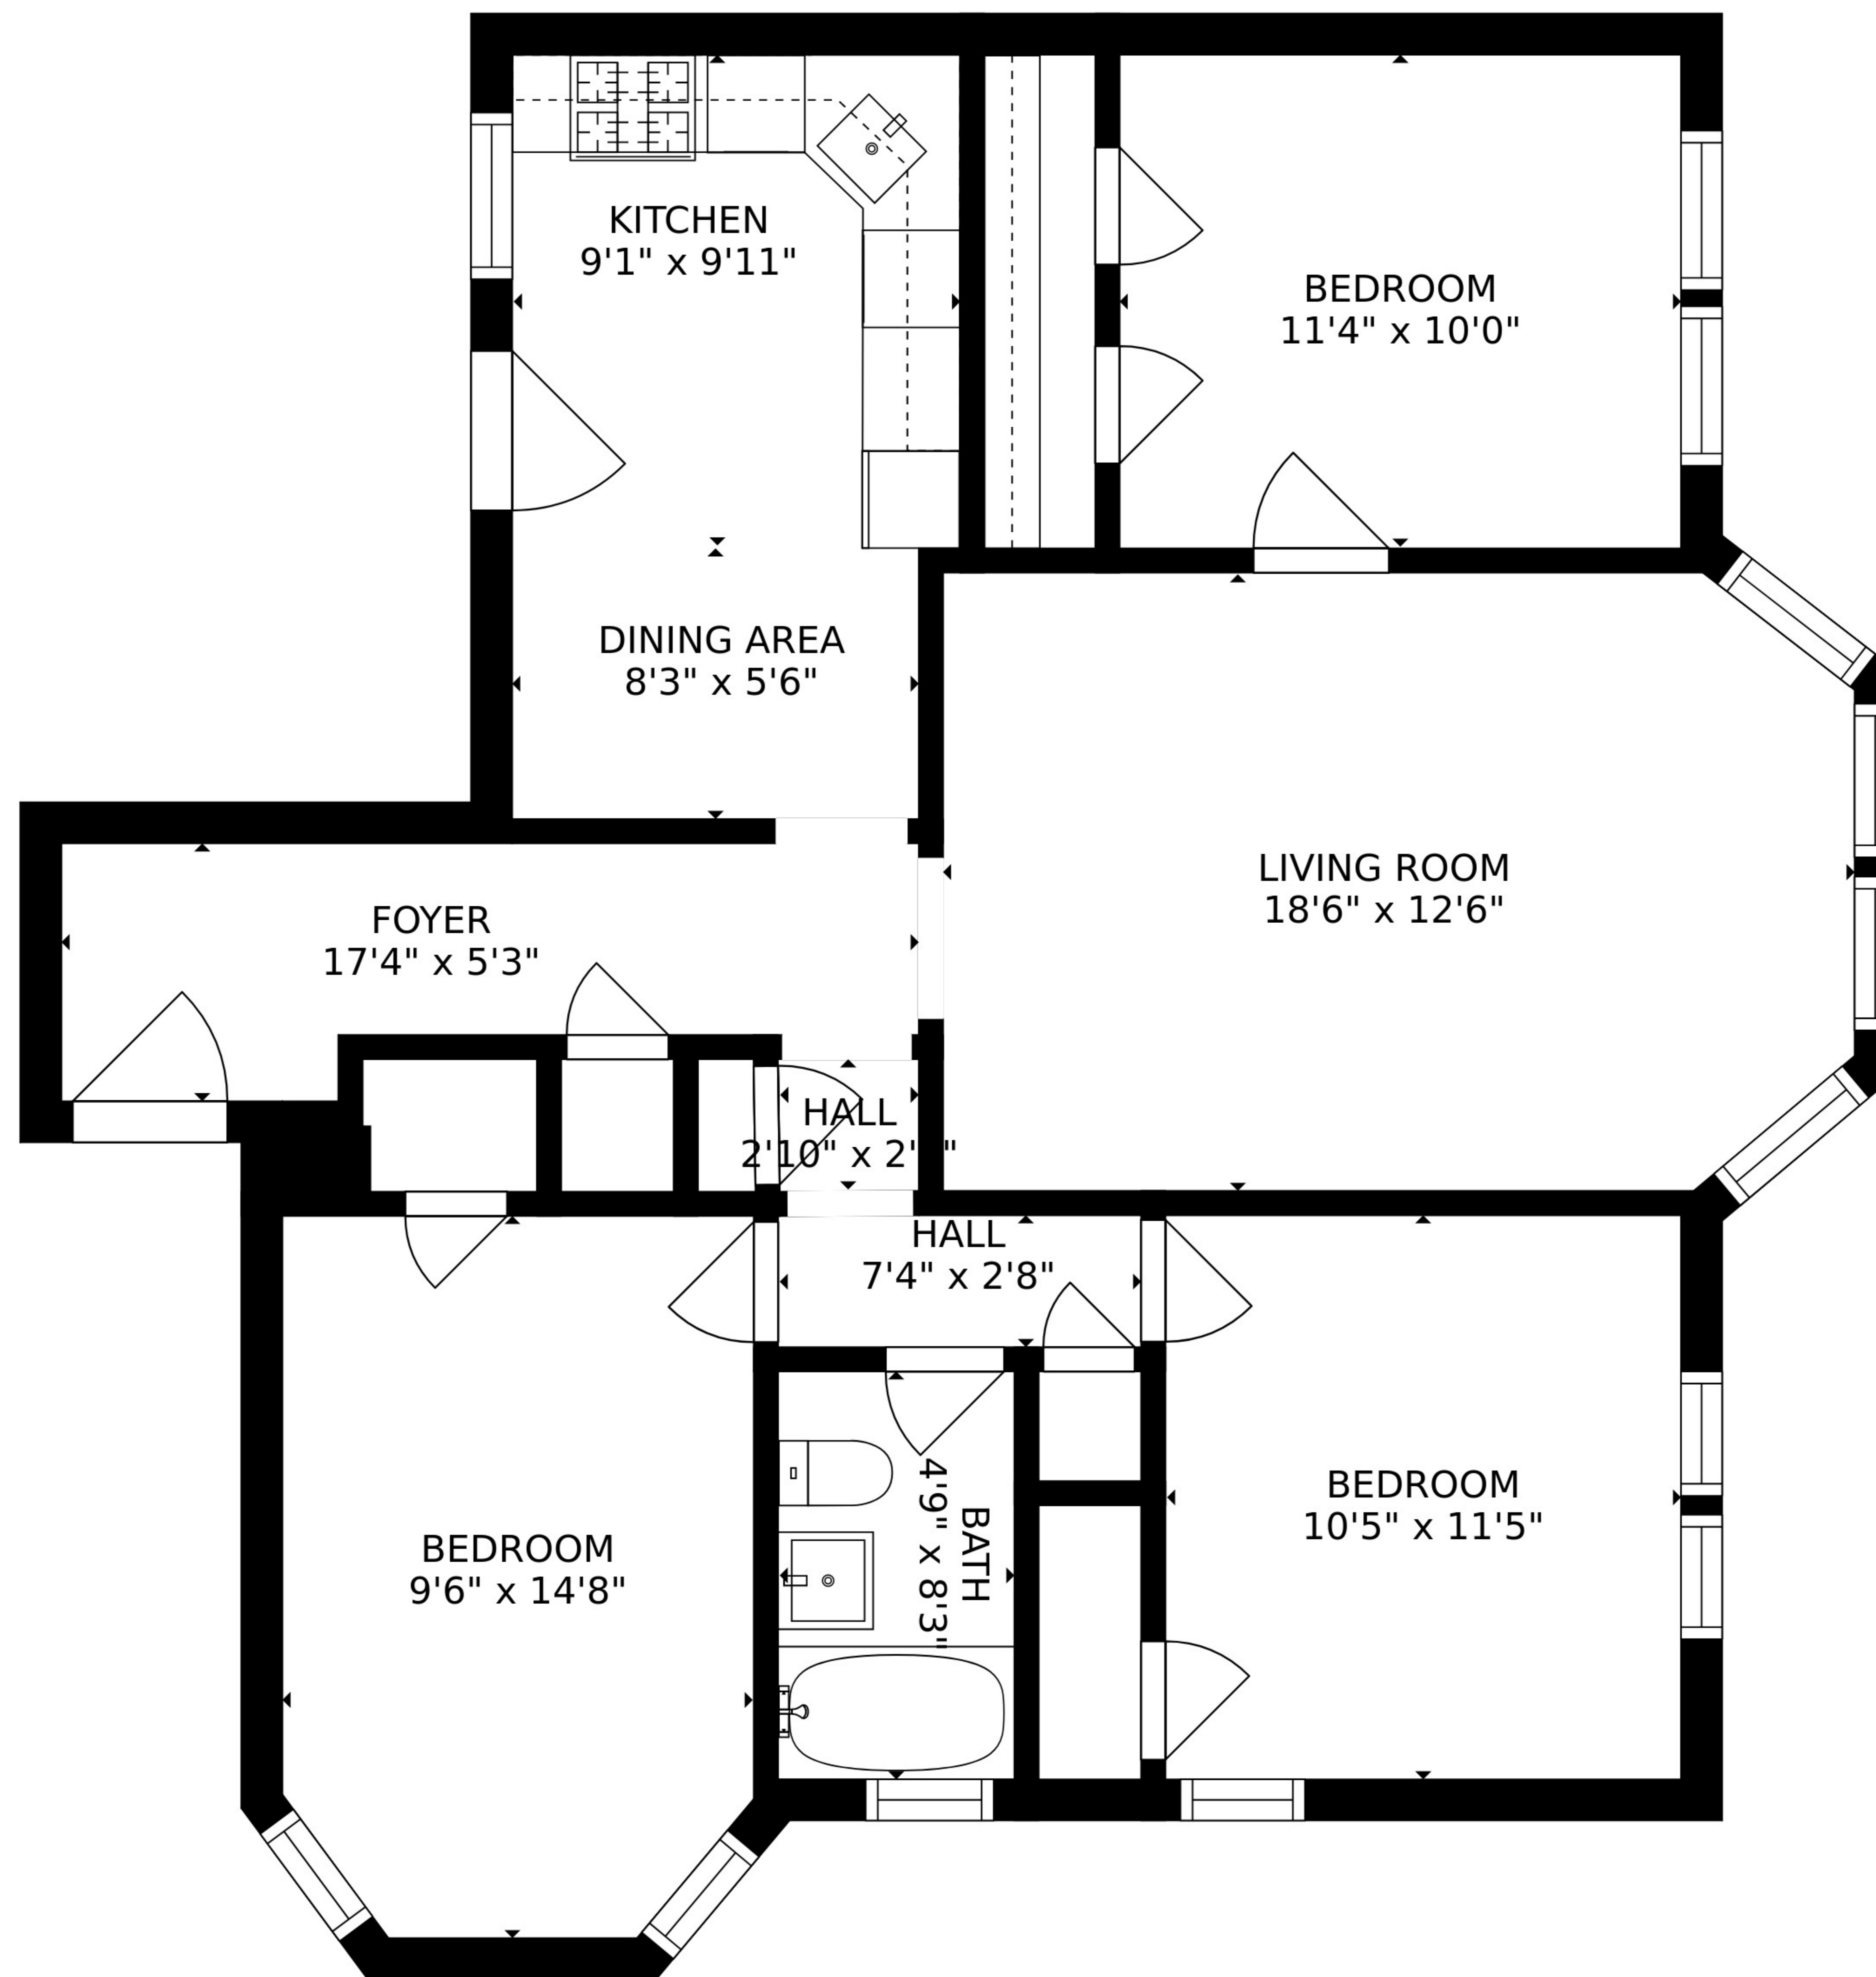 KITCHEN
9'1" x 9'11"
BEDROOM
11'4" x 10'0"
DINING AREA
8'3" x 5'6"
LIVING ROOM
18'6" x 12'6"
FOYER
17'4" x 5'3"
HALL
2'10" x
HALL
7'4" x 2'8"
BEDROOM
10'5" x 11'5"
BATH
4'9" x 8'3"
BEDROOM
9'6" x 14'8"